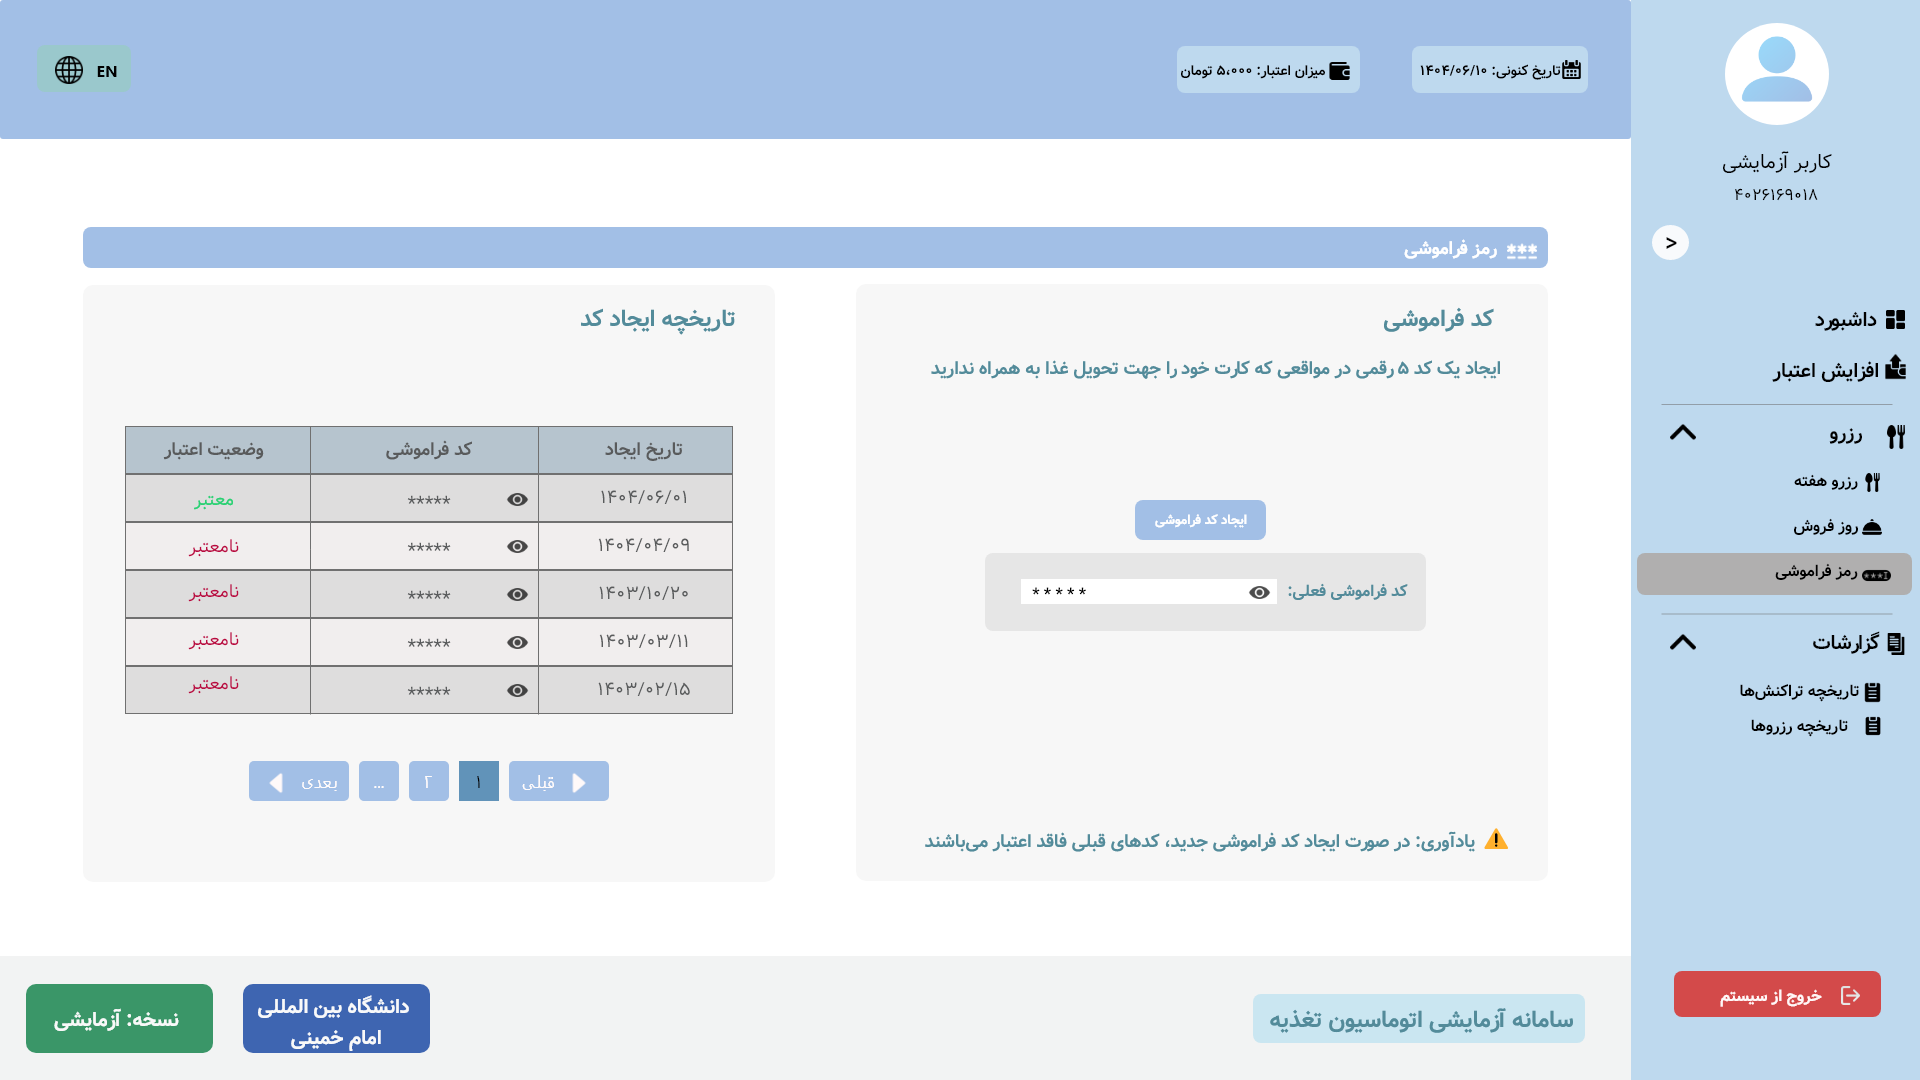 EN
میزان اعتبار: ۵،۰۰۰ تومان
تاریخ کنونی: ۱۴۰۴/۰۶/۱۰
کاربر آزمایشی
۴۰۲۶۱۶۹۰۱۸
>
داشبورد
افزایش اعتبار
رزرو
رزرو هفته
روز فروش
رمز فراموشی
گزارشات
تاریخچه تراکنش‌ها
تاریخچه رزروها
خروج از سیستم
*** رمز فراموشی
کد فراموشی
ایجاد یک کد ۵ رقمی در مواقعی که کارت خود را جهت تحویل غذا به همراه ندارید
ایجاد کد فراموشی
کد فراموشی فعلی: *****
یادآوری: در صورت ایجاد کد فراموشی جدید، کدهای قبلی فاقد اعتبار می‌باشند
تاریخچه ایجاد کد
تاریخ ایجاد کد فراموشی وضعیت اعتبار
۱۴۰۴/۰۶/۰۱ ***** معتبر
۱۴۰۴/۰۴/۰۹ ***** نامعتبر
۱۴۰۳/۱۰/۲۰ ***** نامعتبر
۱۴۰۳/۰۳/۱۱ ***** نامعتبر
۱۴۰۳/۰۲/۱۵ ***** نامعتبر
قبلی ۱ ۲ ... بعدی
سامانه آزمایشی اتوماسیون تغذیه
دانشگاه بین المللی
امام خمینی
نسخه: آزمایشی